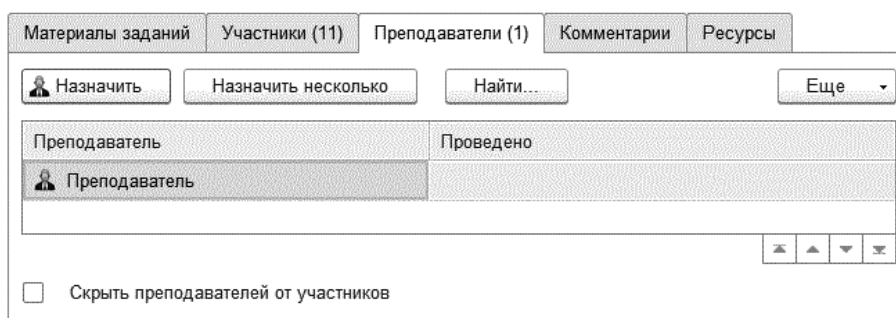 Материалы заданий Участники (11) Преподаватели (1) Комментарии Ресурсы
Назначить Назначить несколько Найти... Еще
Преподаватель Проведено
Преподаватель
Скрыть преподавателей от участников